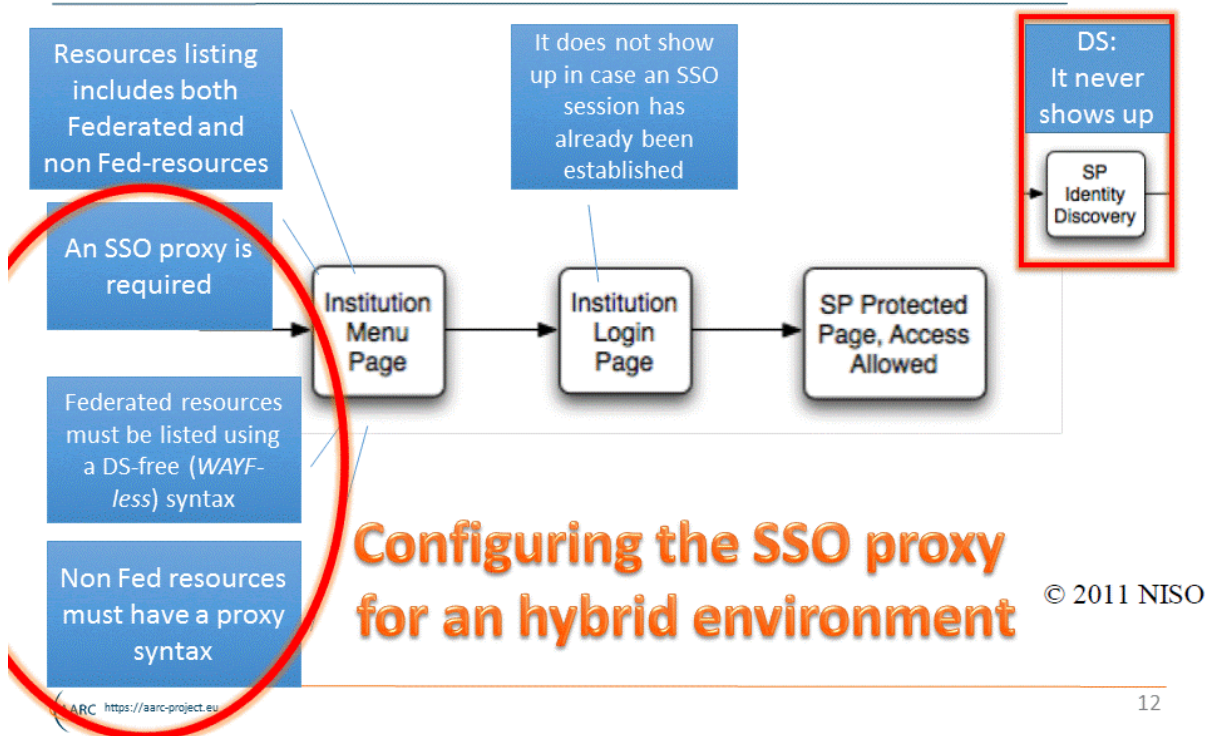 Resources listing
includes both
Federated and
non Fed-resources
It does not show
up in case an SSO
session has
already been
established
DS:
It never
shows up
SP
Identity
Discovery
An SSO proxy is
required
Institution
Menu
Page
Institution
Login
Page
SP Protected
Page, Access
Allowed
Federated resources
must be listed using
a DS-free (WAYF-
less) syntax
Non Fed resources
must have a proxy
syntax
Configuring the SSO proxy
for an hybrid environment
© 2011 NISO
AARC https://aarc-project.eu
12